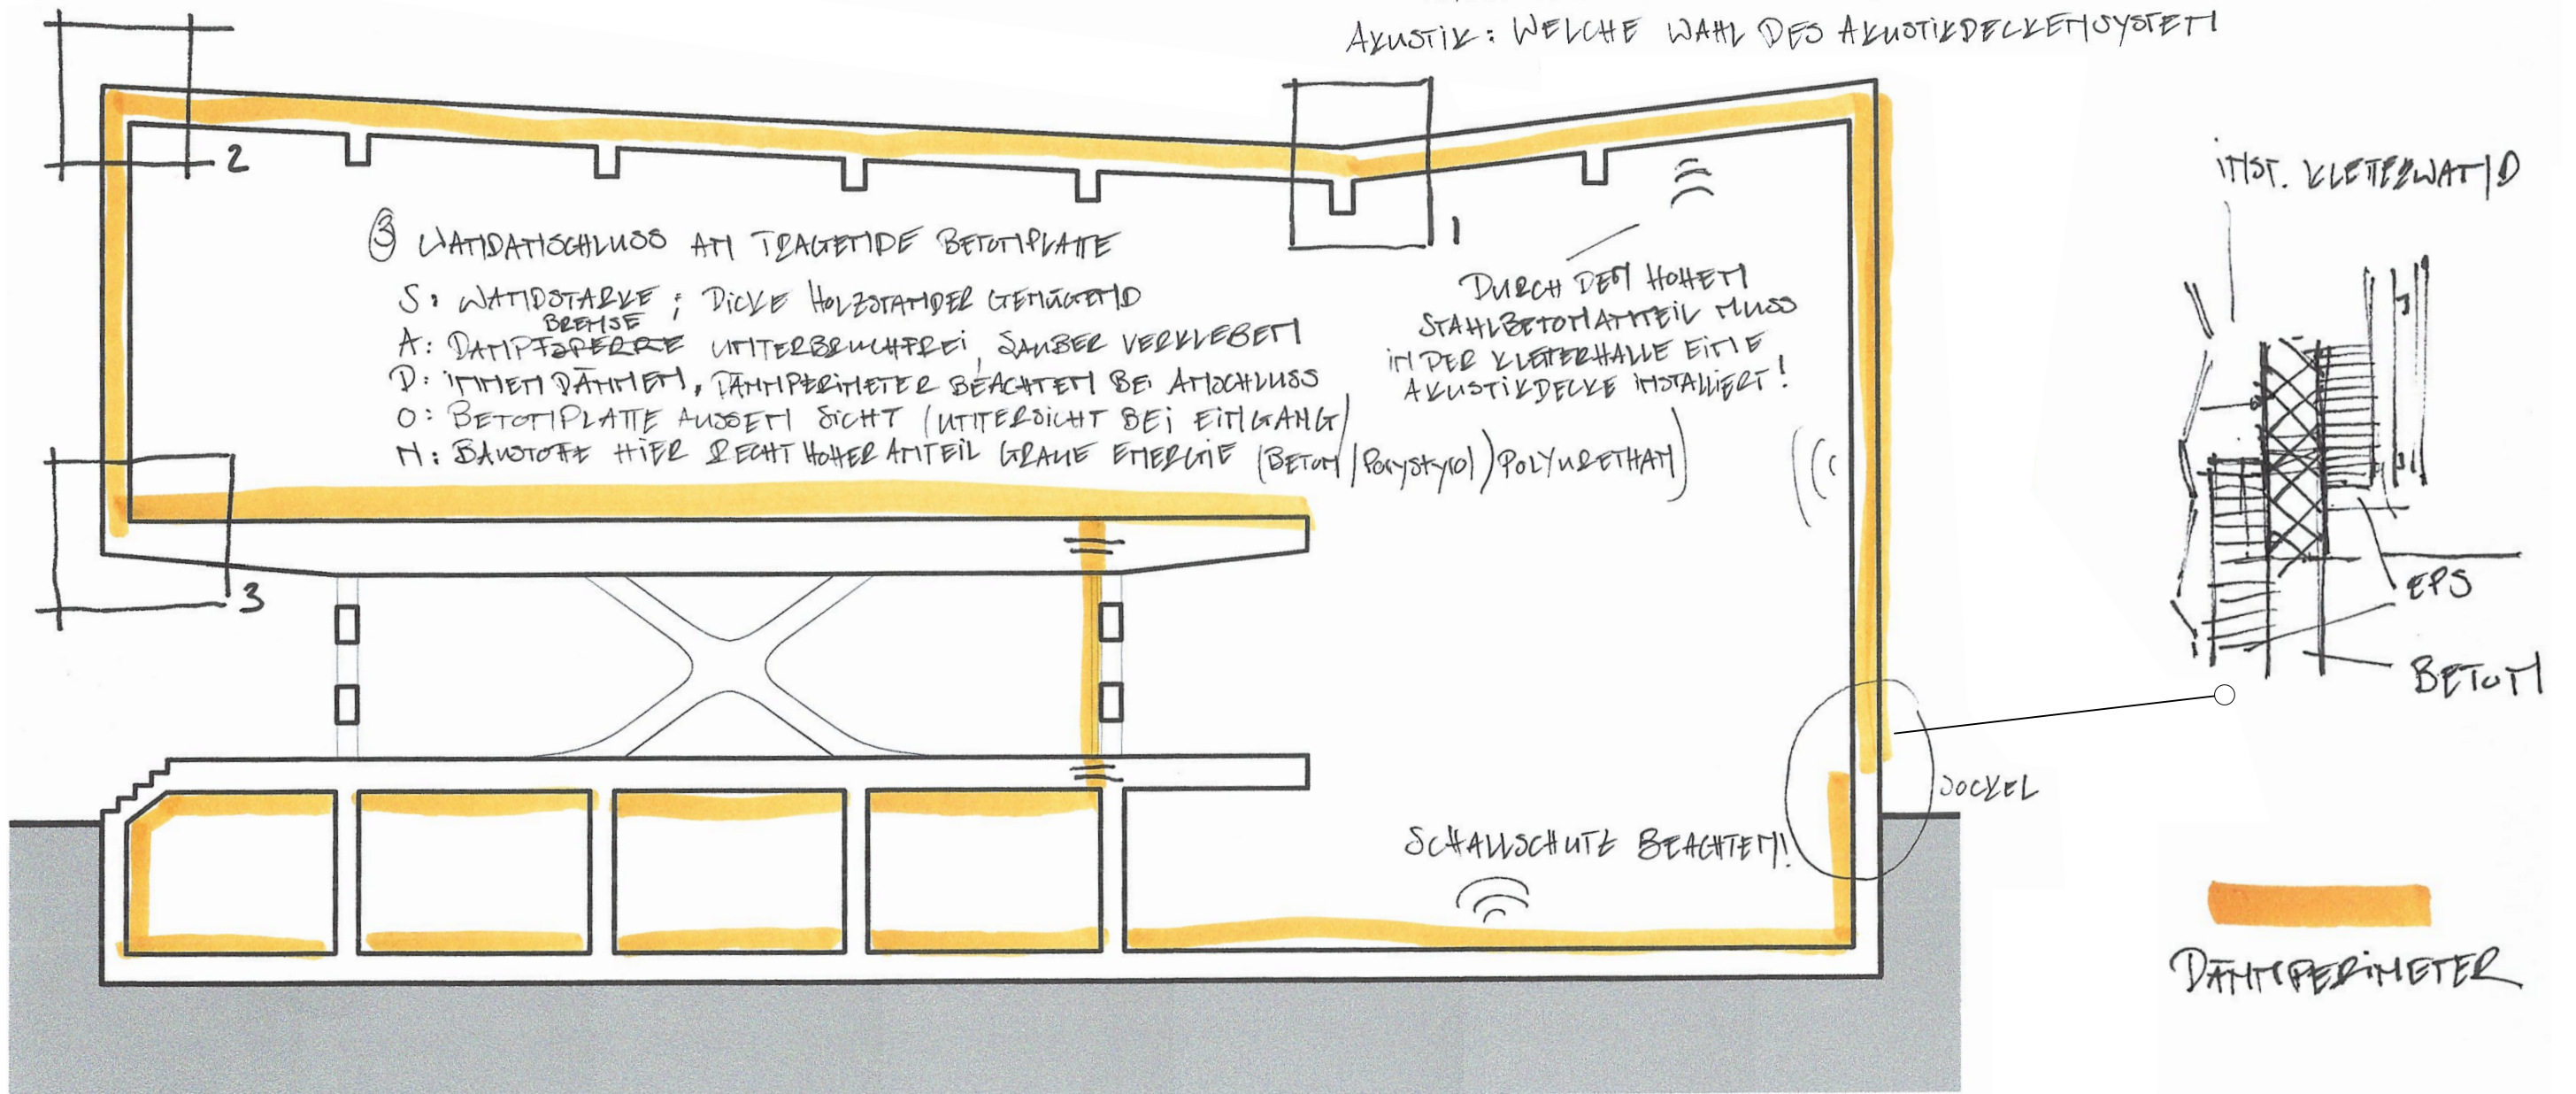 AKUSTIK: WELCHE WAHL DES AKUSTIKDECKENSYSTEM
2
1
INST. KLETTERWAND
③ WANDANSCHLUSS AN TRAGENDE BETONPLATTE
S: WANDSTARKE; DICKE HOLZSTÄNDER GENÜGEND
BREMSE
A: DAMPFSPERRE UNTERBRUCHFREI, SAUBER VERKLEBEN
D: INNEN DÄMMEN, DÄMMPERIMETER BEACHTEN BEI ANSCHLUSS
O: BETONPLATTE AUSSEN SICHT (UNTERSICHT BEI EINGANG)
N: BAUSTOFFE HIER RECHT HOHER ANTEIL GRAUE ENERGIE (BETON/Polystyrol) POLYURETHAN)
DURCH DEN HOHEN
STAHLBETONANTEIL MUSS
IN DER KLETTERHALLE EINE
AKUSTIKDECKE INSTALLIERT!
3
EPS
BETON
SOCKEL
SCHALLSCHUTZ BEACHTEN!
DÄMMPERIMETER